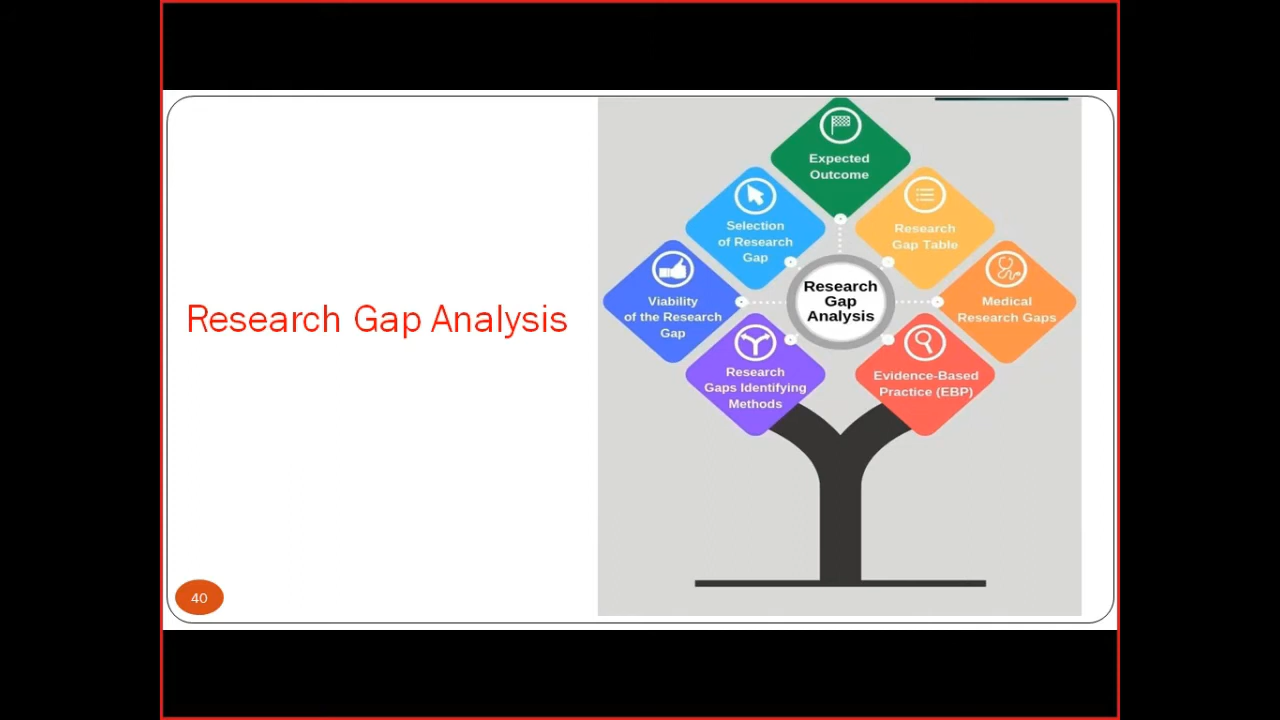 Research Gap Analysis
Expected
Outcome
Selection
of Research
Gap
Research
Gap Table
Viability
of the Research
Gap
Research
Gap
Analysis
Medical
Research Gaps
Research
Gaps Identifying
Methods
Evidence-Based
Practice (EBP)
40